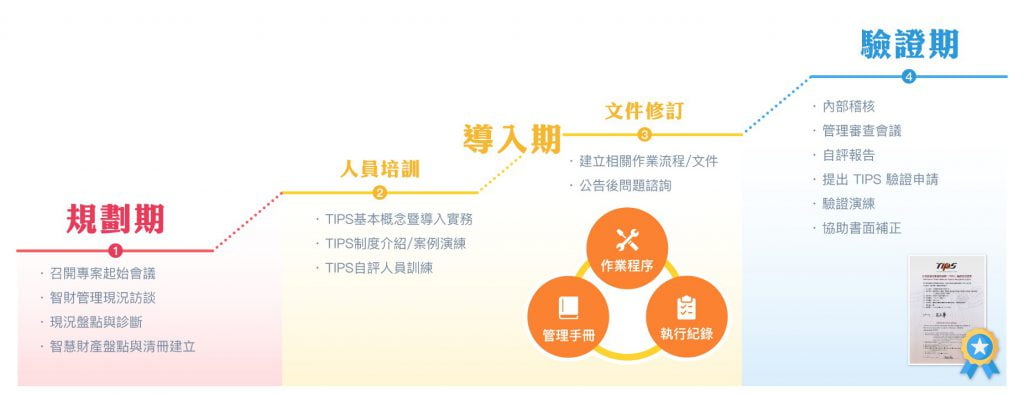 規劃期
1
· 召開專案起始會議
· 智財管理現況訪談
· 現況盤點與診斷
· 智慧財產盤點與清冊建立
導入期
人員培訓
2
· TIPS基本概念暨導入實務
· TIPS制度介紹/案例演練
· TIPS自評人員訓練
文件修訂
3
· 建立相關作業流程/文件
· 公告後問題諮詢
作業程序
管理手冊
執行紀錄
驗證期
4
· 內部稽核
· 管理審查會議
· 自評報告
· 提出 TIPS 驗證申請
· 驗證演練
· 協助書面補正
TIPS